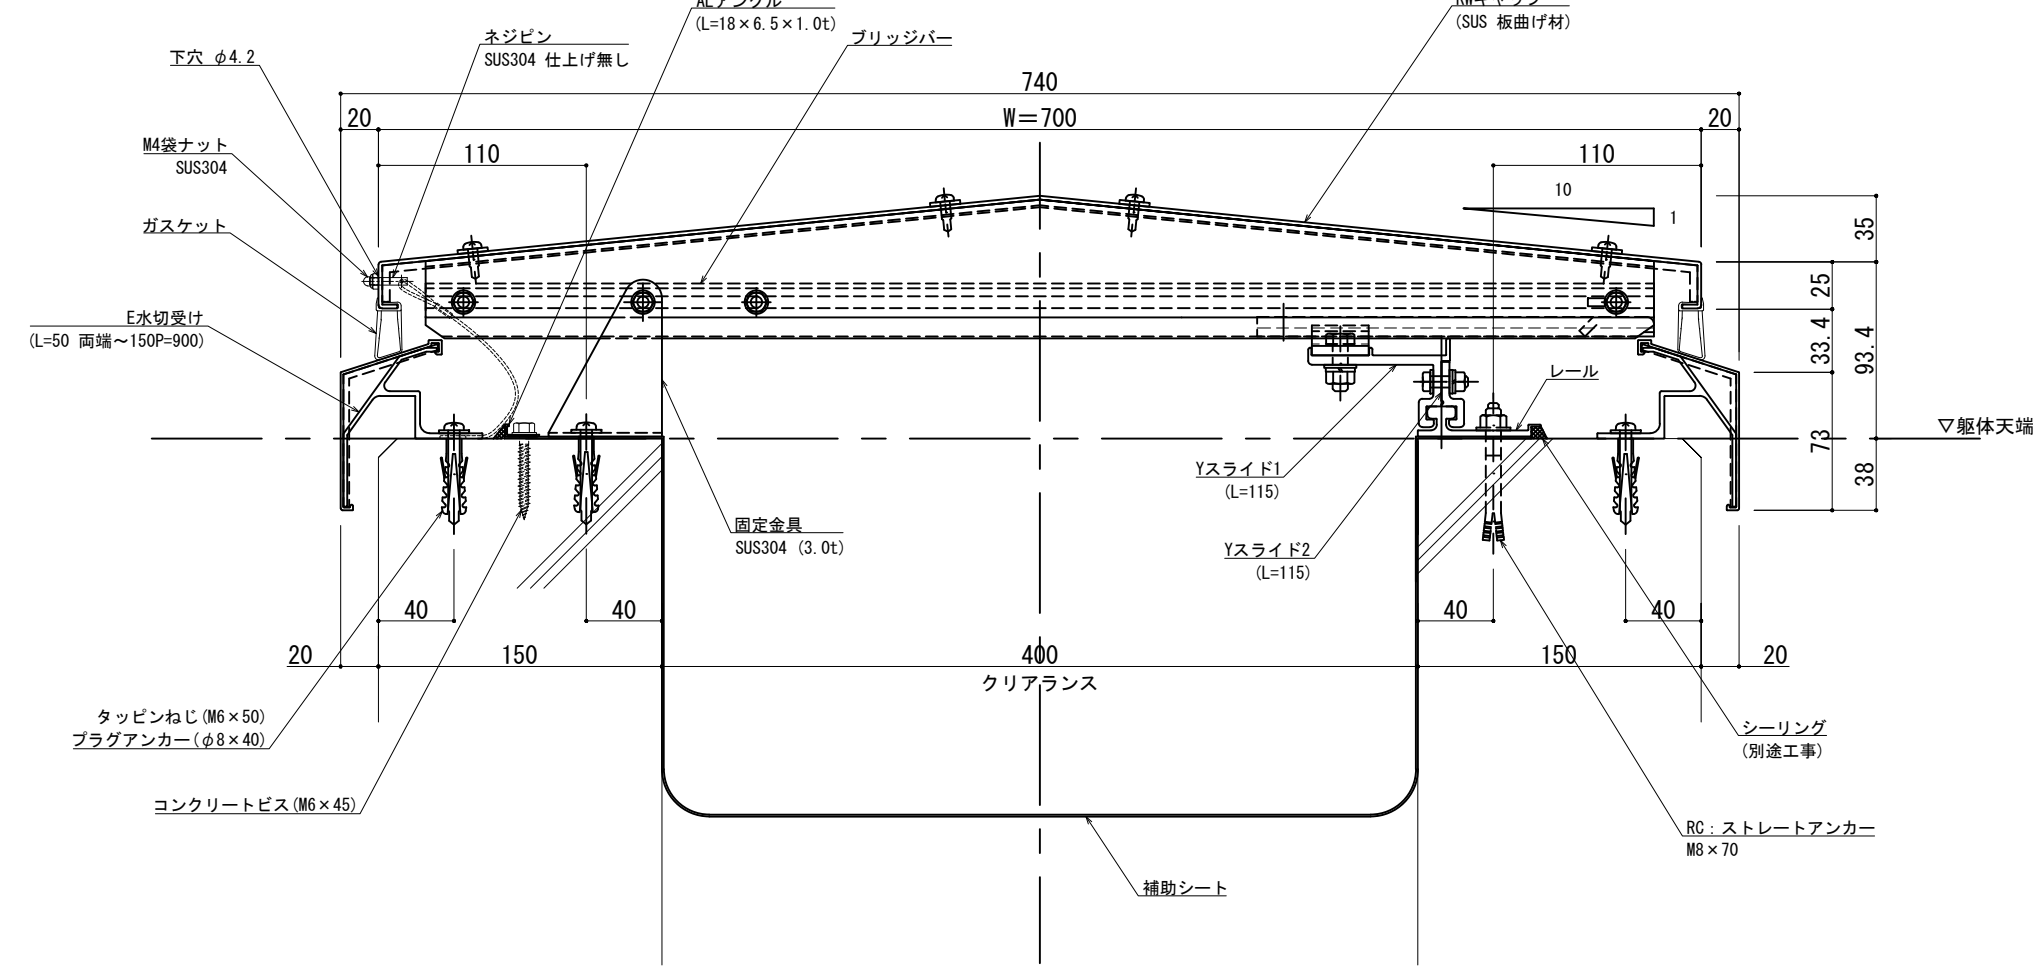 (L=18×6.5×1.0t)
(SUS 板曲げ材)
ネジピン
SUS304 仕上げ無し
ブリッジバー
下穴 φ4.2
740
20
W=700
20
M4袋ナット
SUS304
110
110
10
1
35
ガスケット
25
E水切受け
(L=50 両端～150P=900)
33.4
93.4
レール
▽躯体天端
73
38
Yスライド1
(L=115)
固定金具
SUS304 (3.0t)
Yスライド2
(L=115)
40
40
40
40
20
150
400
150
20
クリアランス
タッピンねじ(M6×50)
プラグアンカー(φ8×40)
シーリング
(別途工事)
コンクリートビス(M6×45)
RC：ストレートアンカー
M8×70
補助シート